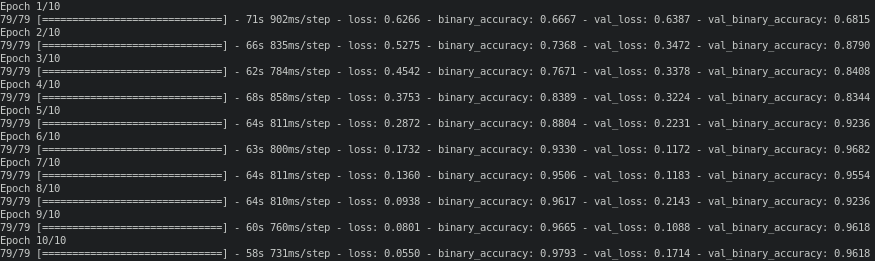 Epoch 1/10
79/79 [==============================] - 71s 902ms/step - loss: 0.6266 - binary_accuracy: 0.6667 - val_loss: 0.6387 - val_binary_accuracy: 0.6815
Epoch 2/10
79/79 [==============================] - 66s 835ms/step - loss: 0.5275 - binary_accuracy: 0.7368 - val_loss: 0.3472 - val_binary_accuracy: 0.8790
Epoch 3/10
79/79 [==============================] - 62s 784ms/step - loss: 0.4542 - binary_accuracy: 0.7671 - val_loss: 0.3378 - val_binary_accuracy: 0.8408
Epoch 4/10
79/79 [==============================] - 68s 858ms/step - loss: 0.3753 - binary_accuracy: 0.8389 - val_loss: 0.3224 - val_binary_accuracy: 0.8344
Epoch 5/10
79/79 [==============================] - 64s 811ms/step - loss: 0.2872 - binary_accuracy: 0.8804 - val_loss: 0.2231 - val_binary_accuracy: 0.9236
Epoch 6/10
79/79 [==============================] - 63s 800ms/step - loss: 0.1732 - binary_accuracy: 0.9330 - val_loss: 0.1172 - val_binary_accuracy: 0.9682
Epoch 7/10
79/79 [==============================] - 64s 811ms/step - loss: 0.1360 - binary_accuracy: 0.9506 - val_loss: 0.1183 - val_binary_accuracy: 0.9554
Epoch 8/10
79/79 [==============================] - 64s 810ms/step - loss: 0.0938 - binary_accuracy: 0.9617 - val_loss: 0.2143 - val_binary_accuracy: 0.9236
Epoch 9/10
79/79 [==============================] - 60s 760ms/step - loss: 0.0801 - binary_accuracy: 0.9665 - val_loss: 0.1088 - val_binary_accuracy: 0.9618
Epoch 10/10
79/79 [==============================] - 58s 731ms/step - loss: 0.0550 - binary_accuracy: 0.9793 - val_loss: 0.1714 - val_binary_accuracy: 0.9618